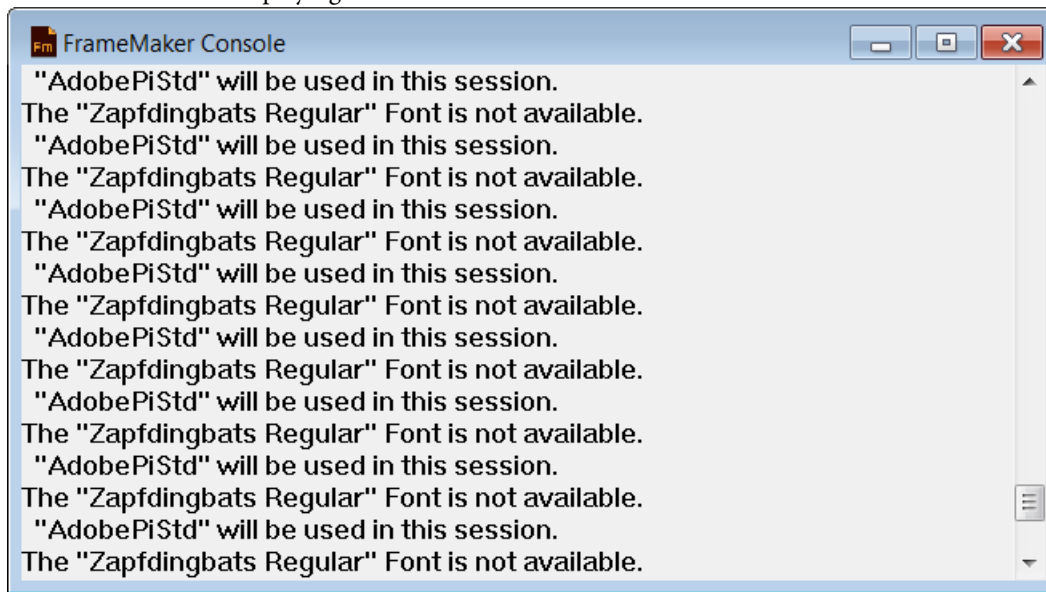 Fm FrameMaker Console
"AdobePiStd" will be used in this session.
The "Zapfdingbats Regular" Font is not available.
"AdobePiStd" will be used in this session.
The "Zapfdingbats Regular" Font is not available.
"AdobePiStd" will be used in this session.
The "Zapfdingbats Regular" Font is not available.
"AdobePiStd" will be used in this session.
The "Zapfdingbats Regular" Font is not available.
"AdobePiStd" will be used in this session.
The "Zapfdingbats Regular" Font is not available.
"AdobePiStd" will be used in this session.
The "Zapfdingbats Regular" Font is not available.
"AdobePiStd" will be used in this session.
The "Zapfdingbats Regular" Font is not available.
"AdobePiStd" will be used in this session.
The "Zapfdingbats Regular" Font is not available.